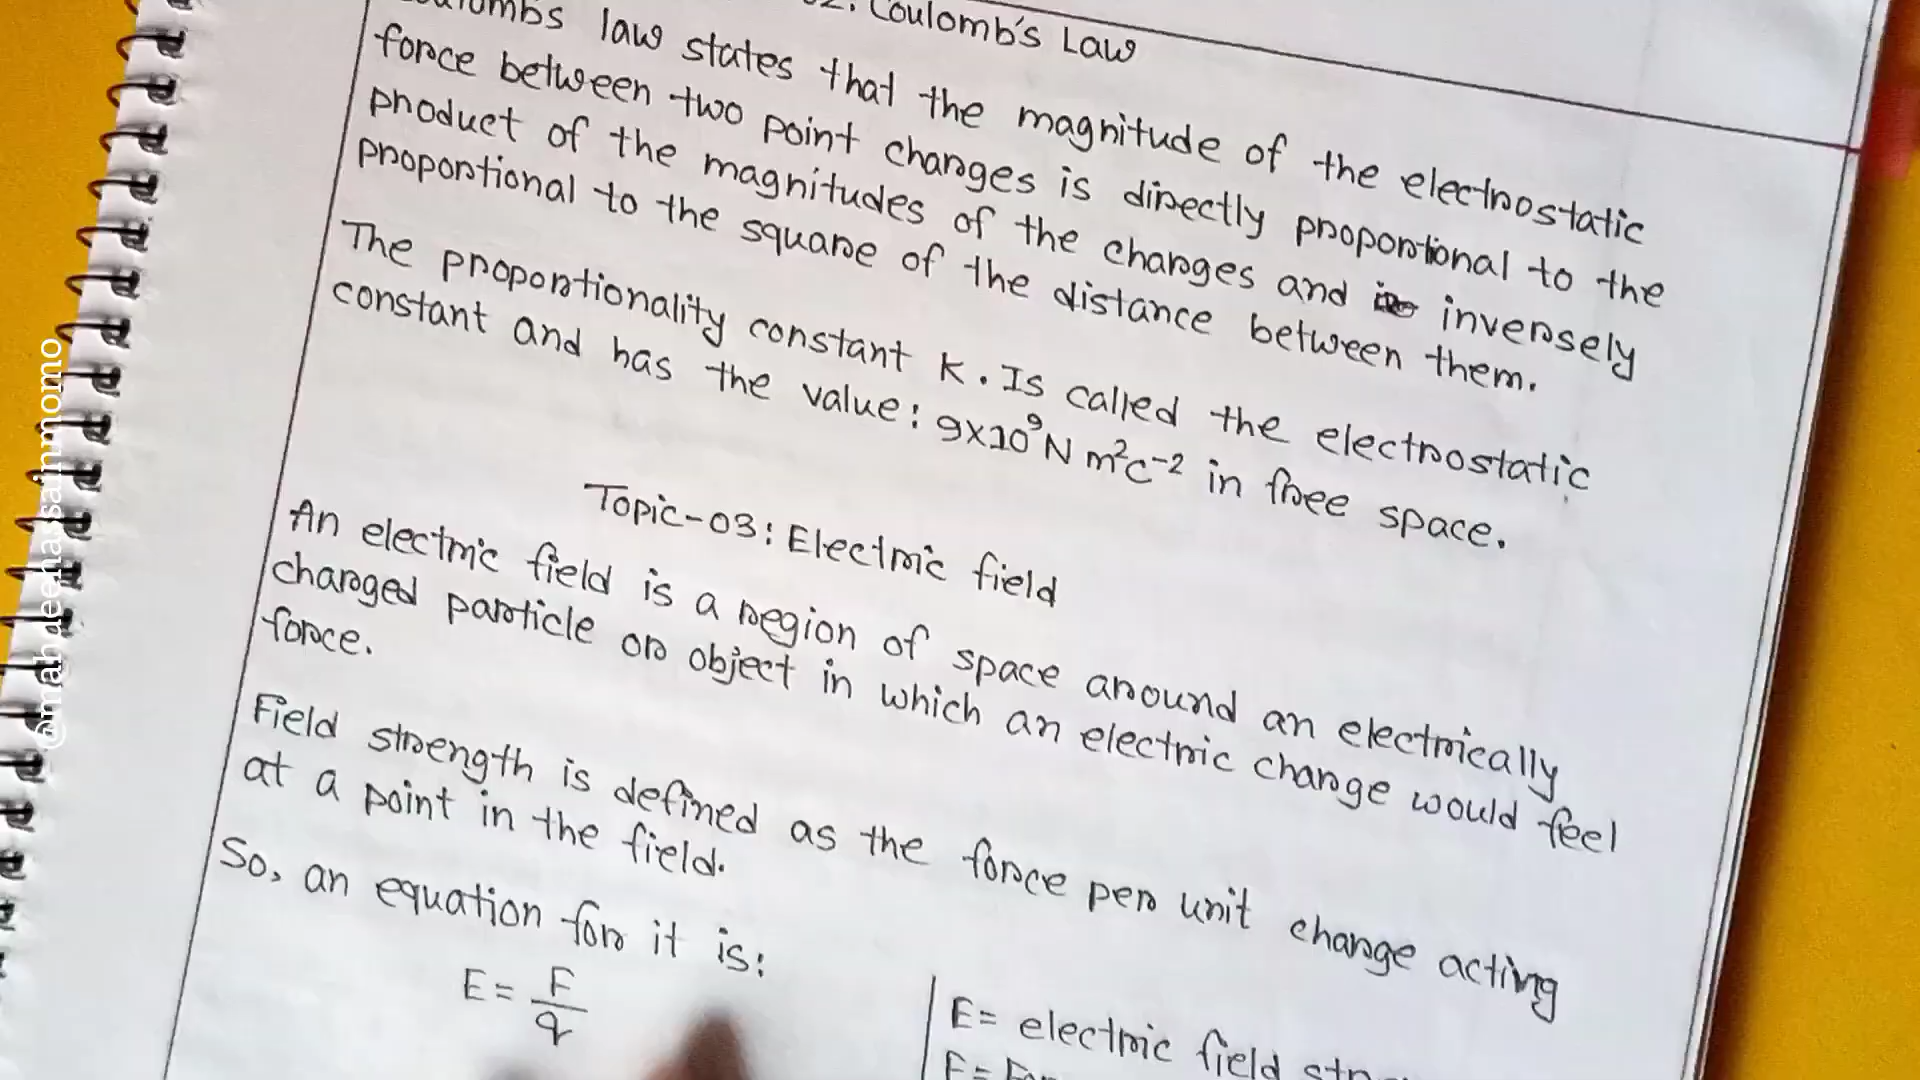 02. Coulomb's Law
Coulombs law states that the magnitude of the electrostatic
force between two point charges is directly proportional to the
product of the magnitudes of the charges and inversely
proportional to the square of the distance between them.
The proportionality constant K. Is called the electrostatic
constant and has the value: 9x10⁹ N m²c⁻² in free space.
Topic-03: Electric field
An electric field is a region of space around an electrically
charged particle or object in which an electric charge would feel
force.
Field strength is defined as the force per unit charge acting
at a point in the field.
So, an equation for it is:
E = F/q
E= electric field
F=